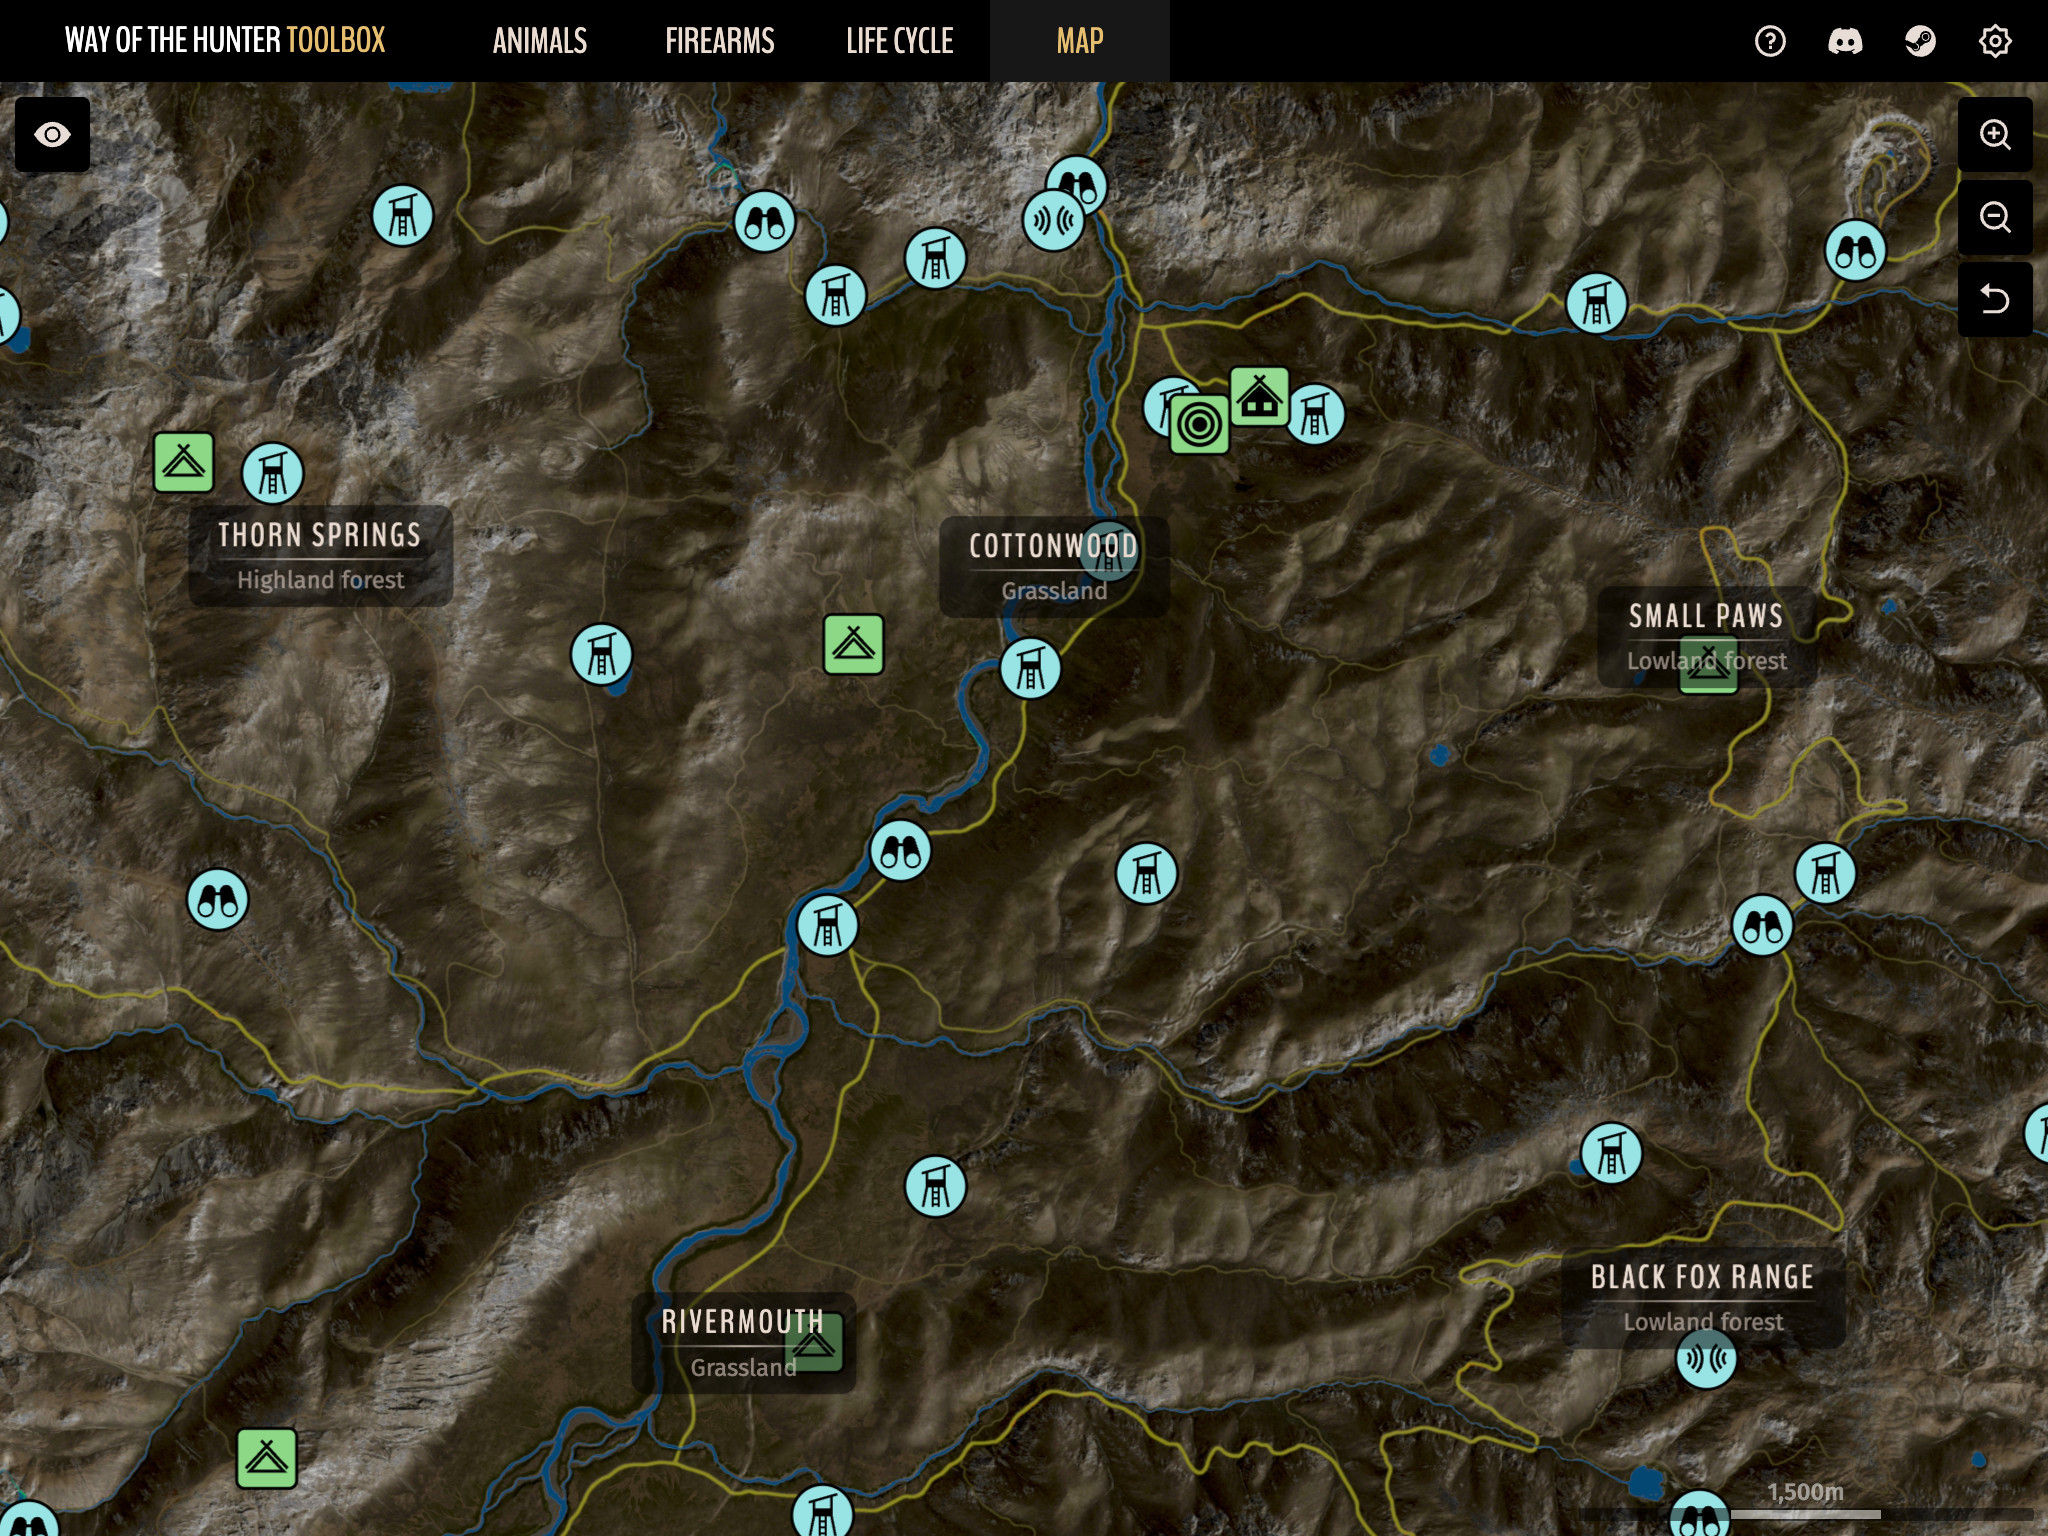 WAY OF THE HUNTER TOOLBOX
ANIMALS
FIREARMS
LIFE CYCLE
MAP
THORN SPRINGS
Highland forest
COTTONWOOD
Grassland
SMALL PAWS
Lowland forest
BLACK FOX RANGE
Lowland forest
RIVERMOUTH
Grassland
1,500m